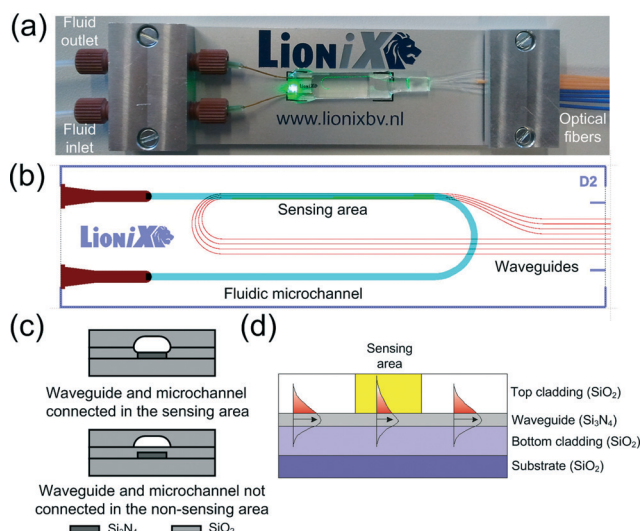 (a)
Fluid
outlet
LioniX
Fluid
inlet
www.lionixbv.nl
Optical
fibers
(b)
D2
Sensing area
LioniX
Waveguides
Fluidic microchannel
(c)
Waveguide and microchannel
connected in the sensing area
Waveguide and microchannel not
connected in the non-sensing area
(d)
Sensing
area
Top cladding (SiO₂)
Waveguide (Si₃N₄)
Bottom cladding (SiO₂)
Substrate (SiO₂)
Si₃N₄ SiO₂